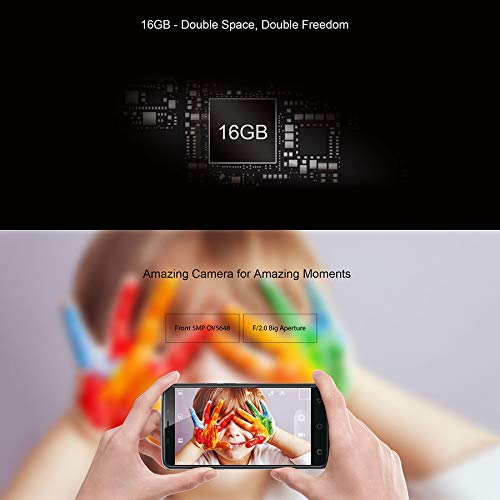 16GB - Double Space, Double Freedom
16GB
Amazing Camera for Amazing Moments
Front 5MP OV5648
F/2.0 Big Aperture